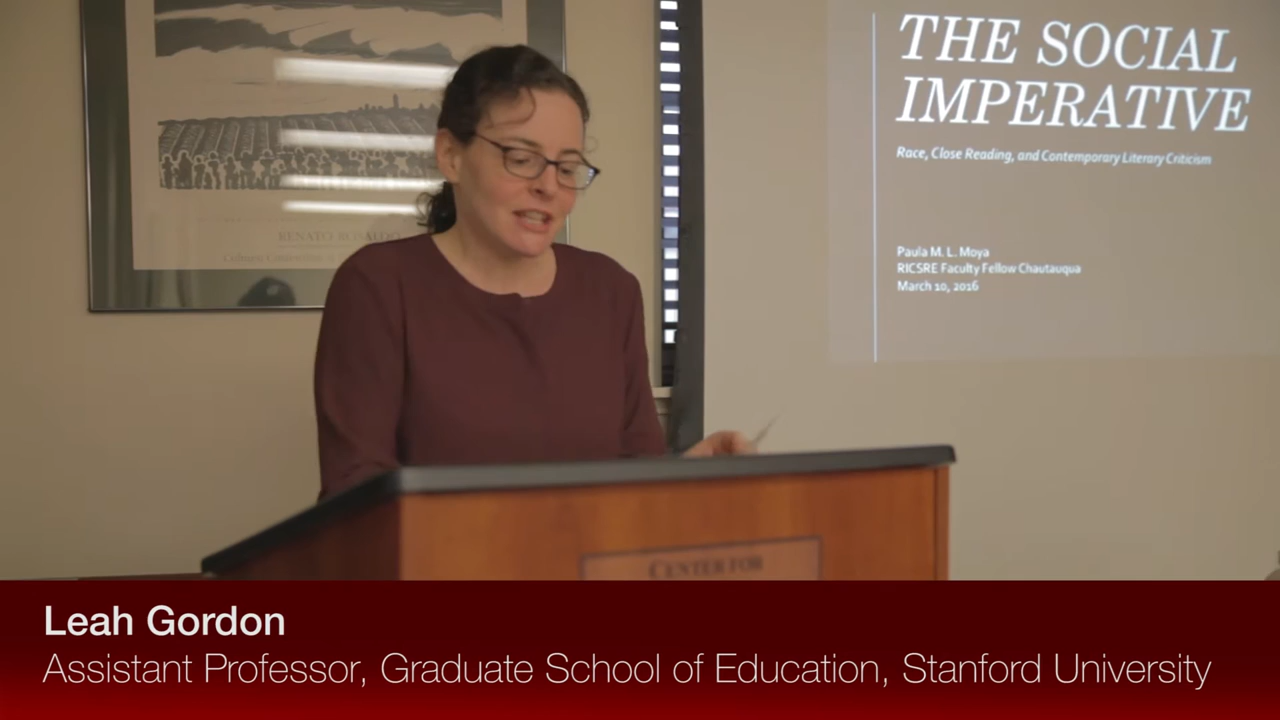 THE SOCIAL
IMPERATIVE
Race, Close Reading, and Contemporary Literary Criticism
Paula M. L. Moya
RICSRE Faculty Fellow Chautauqua
March 10, 2016
RENATO ROSALDO
CENTER FOR
Leah Gordon
Assistant Professor, Graduate School of Education, Stanford University